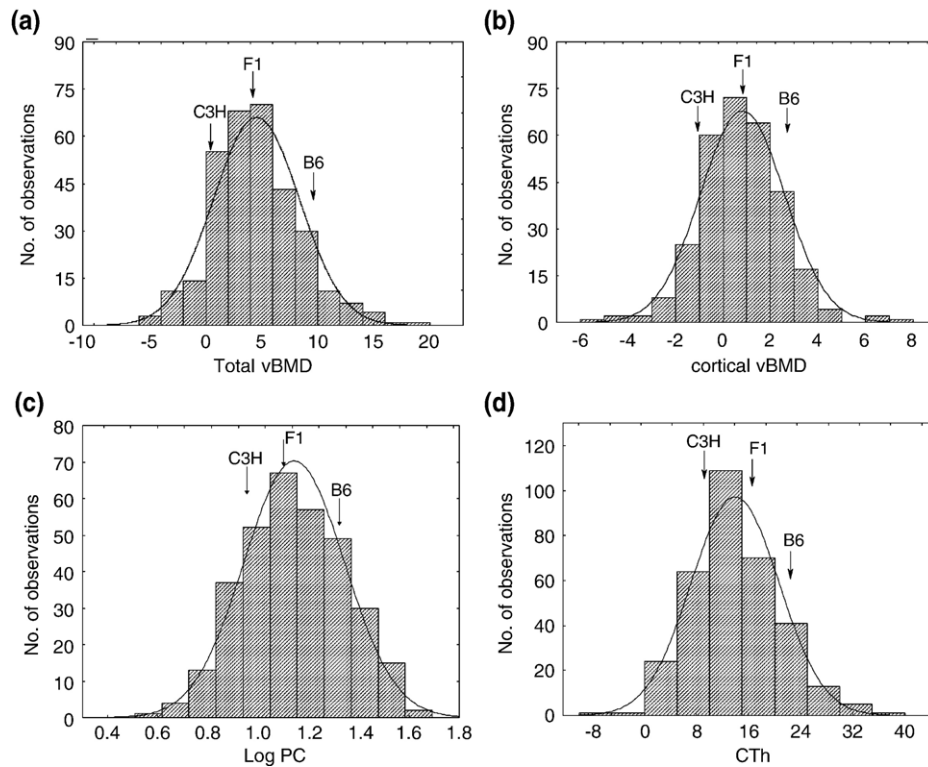 (a)
90
75
60
45
30
15
0
No. of observations
C3H
F1
B6
-10 -5 0 5 10 15 20
Total vBMD
(b)
90
75
60
45
30
15
0
No. of observations
C3H
F1
B6
-6 -4 -2 0 2 4 6 8
cortical vBMD
(c)
80
70
60
50
40
30
20
10
0
No. of observations
C3H
F1
B6
0.4 0.6 0.8 1.0 1.2 1.4 1.6 1.8
Log PC
(d)
120
100
80
60
40
20
0
No. of observations
C3H
F1
B6
-8 0 8 16 24 32 40
CTh